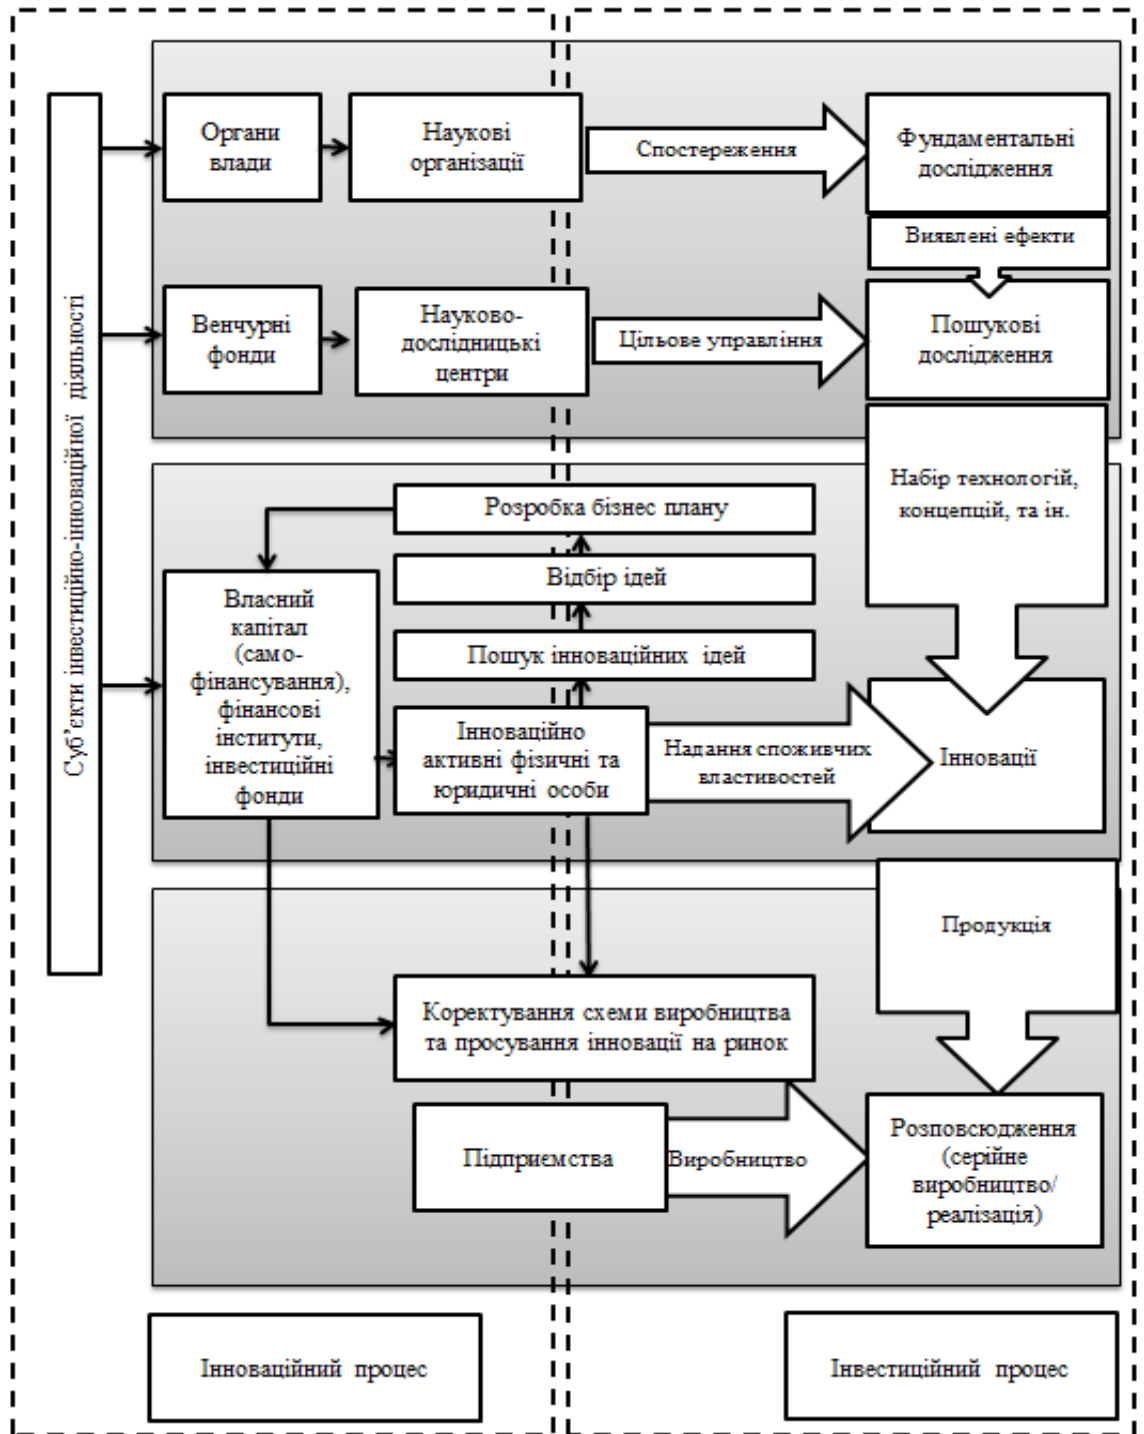 Суб’єкти інвестиційно-інноваційної діяльності
Органи
влади
Наукові
організації
Спостереження
Фундаментальні
дослідження
Виявлені ефекти
Венчурні
фонди
Науково-
дослідницькі
центри
Цільове управління
Пошукові
дослідження
Набір технологій,
концепцій, та ін.
Розробка бізнес плану
Відбір ідей
Пошук інноваційних ідей
Власний
капітал
(само-
фінансування),
фінансові
інститути,
інвестиційні
фонди
Інноваційно
активні фізичні та
юридичні особи
Надання споживчих
властивостей
Інновації
Продукція
Коректування схеми виробництва
та просування інновації на ринок
Підприємства
Виробництво
Розповсюдження
(серійне
виробництво/
реалізація)
Інноваційний процес
Інвестиційний процес